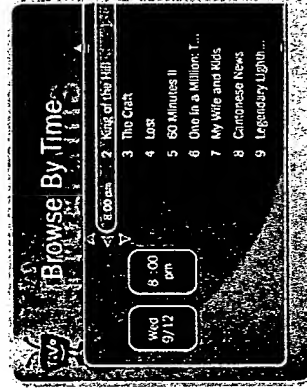 TiVo
Browse By Time
Wed
9/12
8:00
pm
8:00 pm 2 King of the Hill
3 The Craft
4 Lost
5 60 Minutes II
6 One in a Million: T...
7 My Wife and Kids
8 Cantonese News
9 Legendary Lightn...